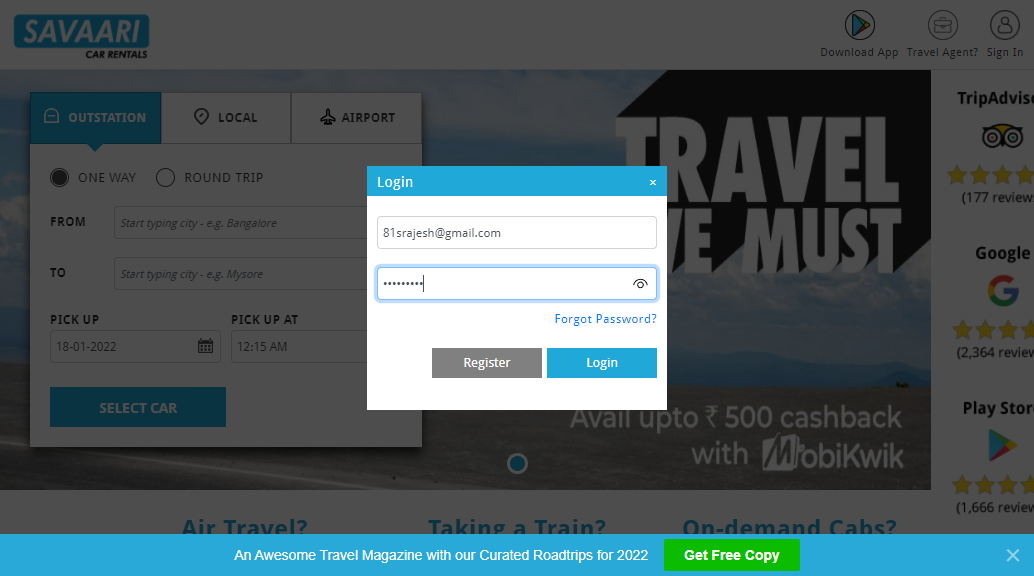 SAVAARI
CAR RENTALS
Download App
Travel Agent?
Sign In
OUTSTATION
LOCAL
AIRPORT
ONE WAY
ROUND TRIP
FROM
Start typing city - e.g. Bangalore
TO
Start typing city - e.g. Mysore
PICK UP
PICK UP AT
18-01-2022
12:15 AM
SELECT CAR
Login
×
81srajesh@gmail.com
•••••••••
Forgot Password?
Register
Login
TRAVEL
WE MUST
Avail upto ₹ 500 cashback
with MobiKwik
TripAdviso
(177 review
Google
G
(2,364 review
Play Store
(1,666 review
Air Travel?
Taking a Train?
On-demand Cabs?
An Awesome Travel Magazine with our Curated Roadtrips for 2022
Get Free Copy
×